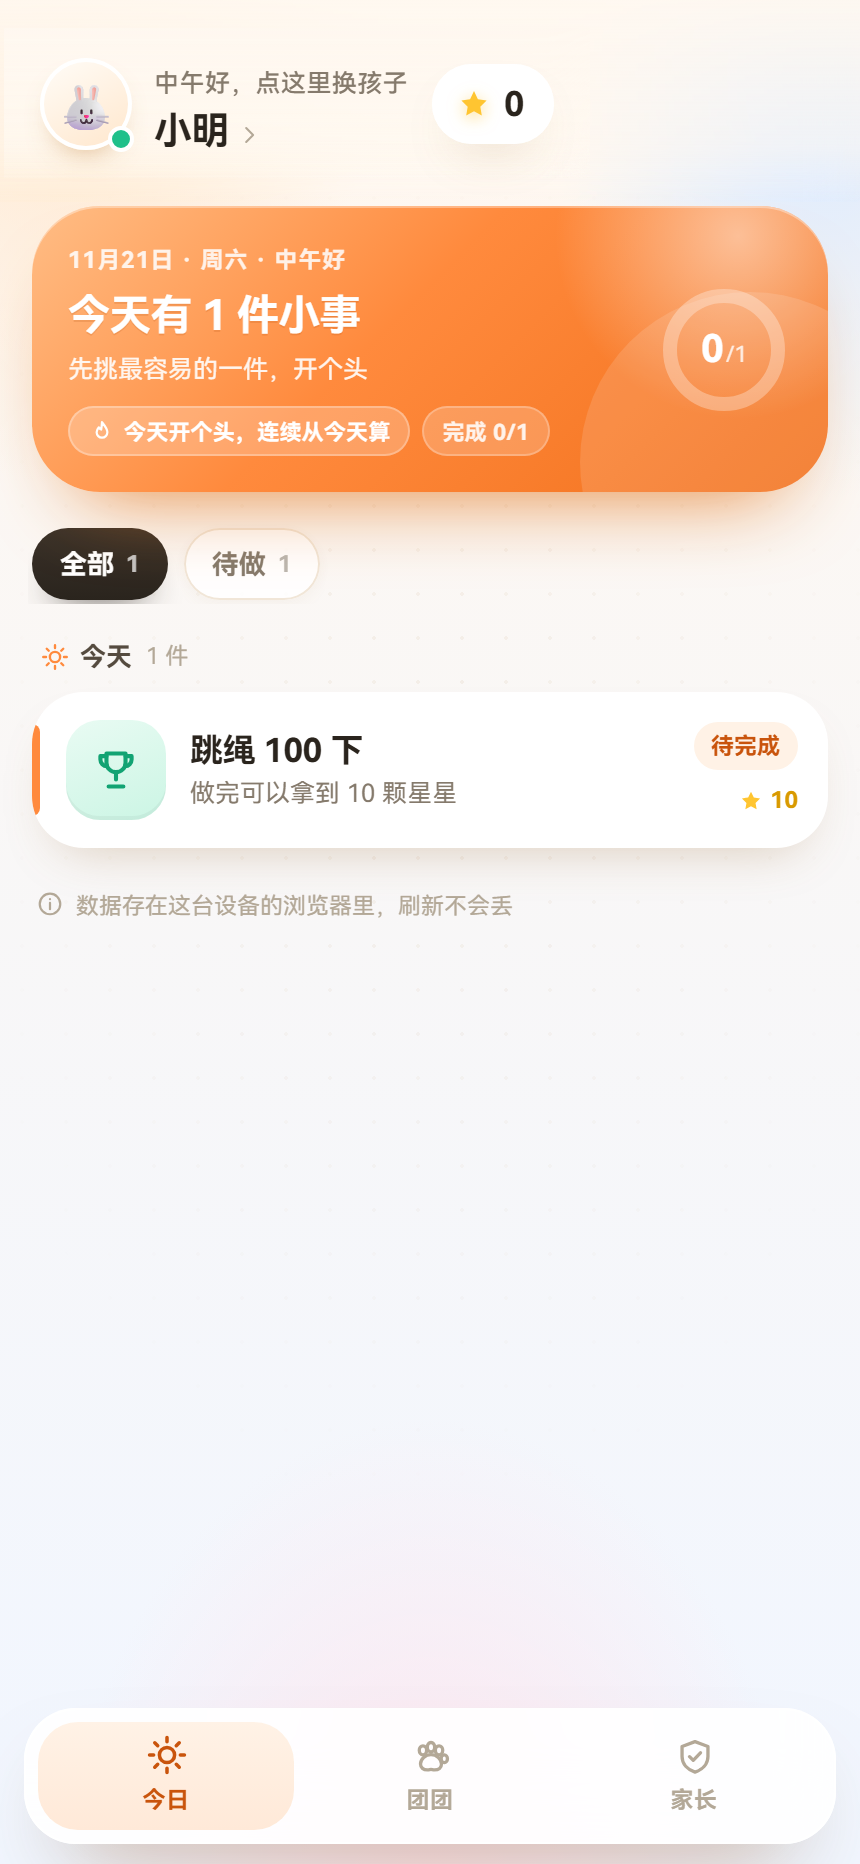 中午好，点这里换孩子
小明
0
11月21日 · 周六 · 中午好
今天有 1 件小事
先挑最容易的一件，开个头
0/1
今天开个头，连续从今天算
完成 0/1
全部 1
待做 1
今天 1 件
跳绳 100 下
待完成
做完可以拿到 10 颗星星
10
数据存在这台设备的浏览器里，刷新不会丢
今日
团团
家长